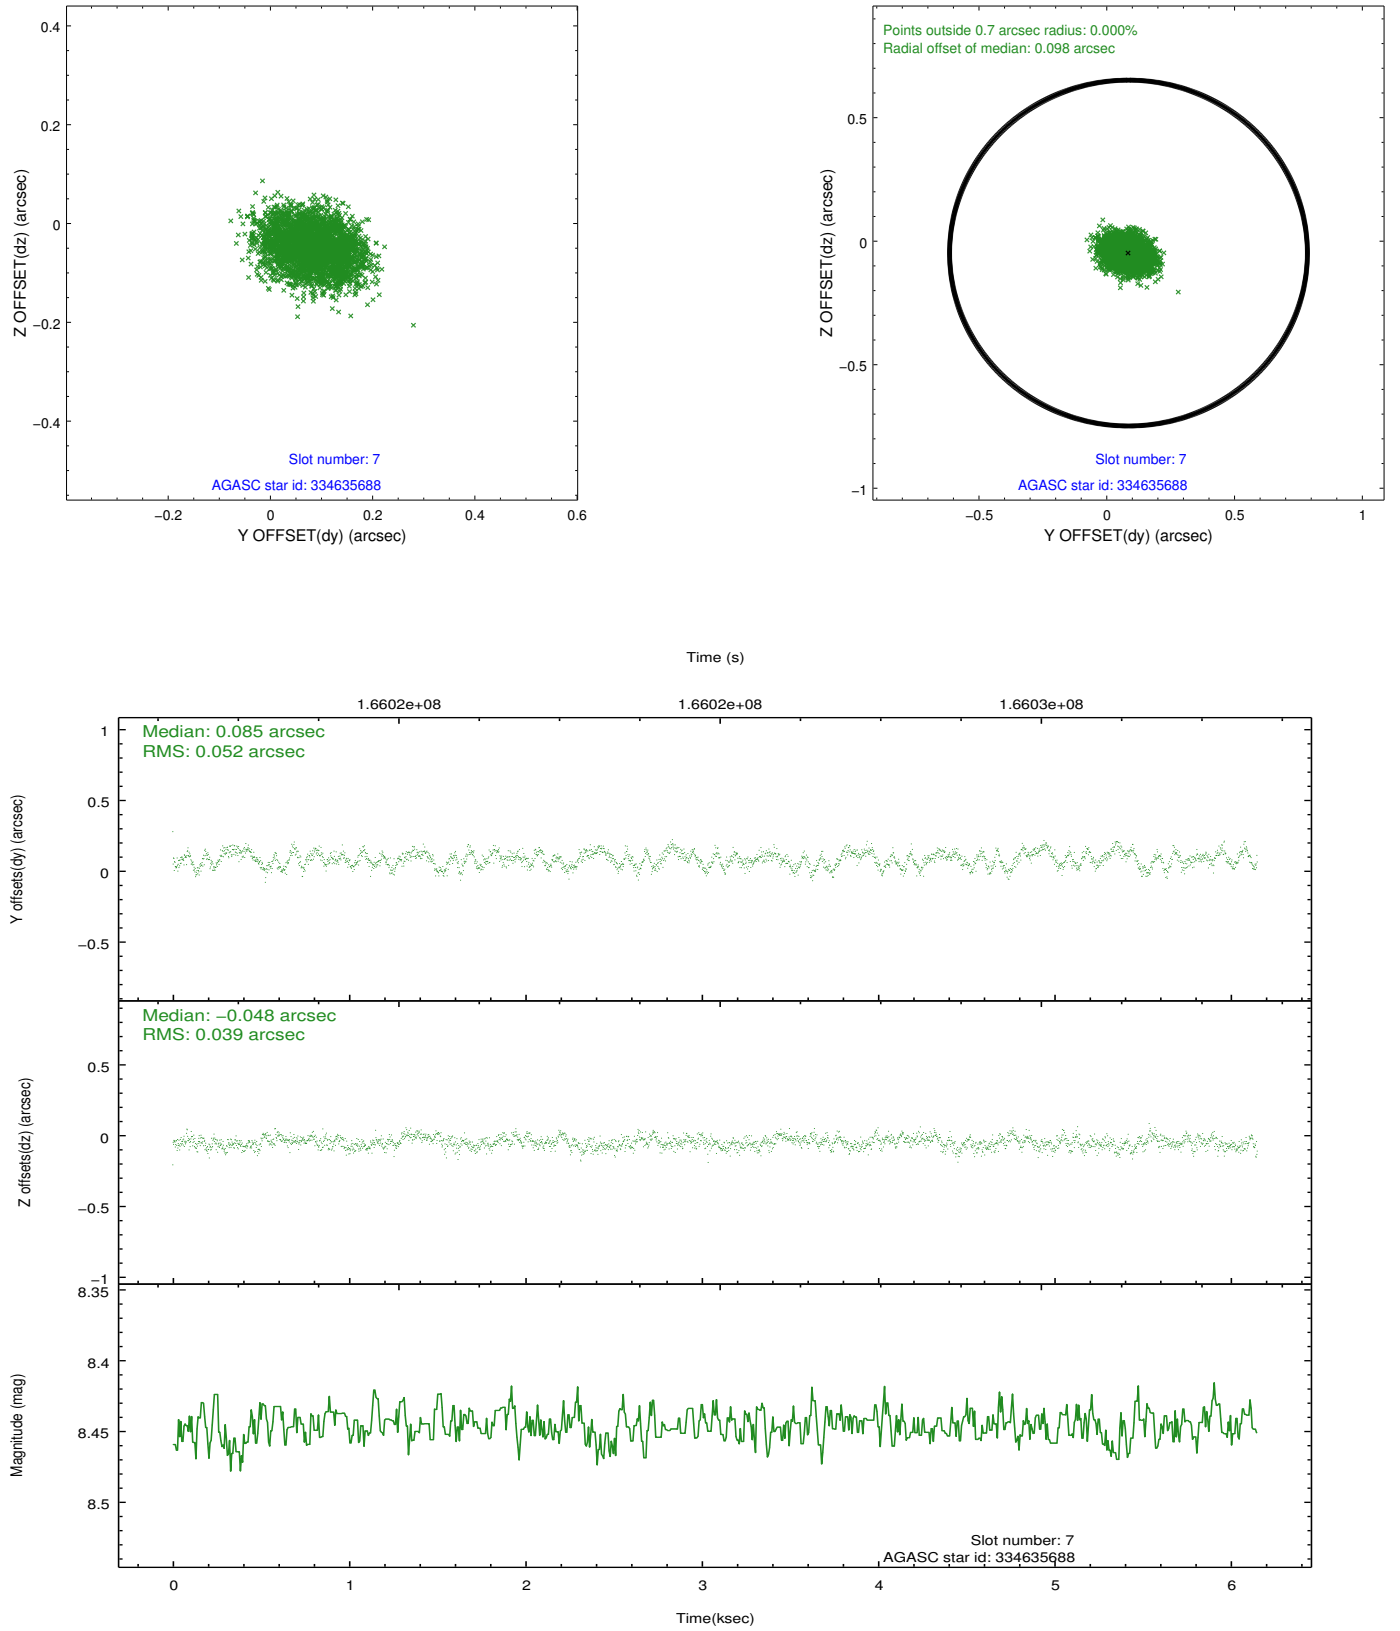 0.4
0.2
0
−0.2
−0.4
Z OFFSET(dz) (arcsec)
Slot number: 7
AGASC star id: 334635688
−0.2 0 0.2 0.4 0.6
Y OFFSET(dy) (arcsec)
Points outside 0.7 arcsec radius: 0.000%
Radial offset of median: 0.098 arcsec
0.5
0
−0.5
−1
Z OFFSET(dz) (arcsec)
Slot number: 7
AGASC star id: 334635688
−0.5 0 0.5 1
Y OFFSET(dy) (arcsec)
Time (s)
1.6602e+08 1.6602e+08 1.6603e+08
Median: 0.085 arcsec
RMS: 0.052 arcsec
1
0.5
0
−0.5
Y offsets(dy) (arcsec)
Median: −0.048 arcsec
RMS: 0.039 arcsec
0.5
0
−0.5
−1
Z offsets(dz) (arcsec)
8.35
8.4
8.45
8.5
Magnitude (mag)
Slot number: 7
AGASC star id: 334635688
0 1 2 3 4 5 6
Time(ksec)